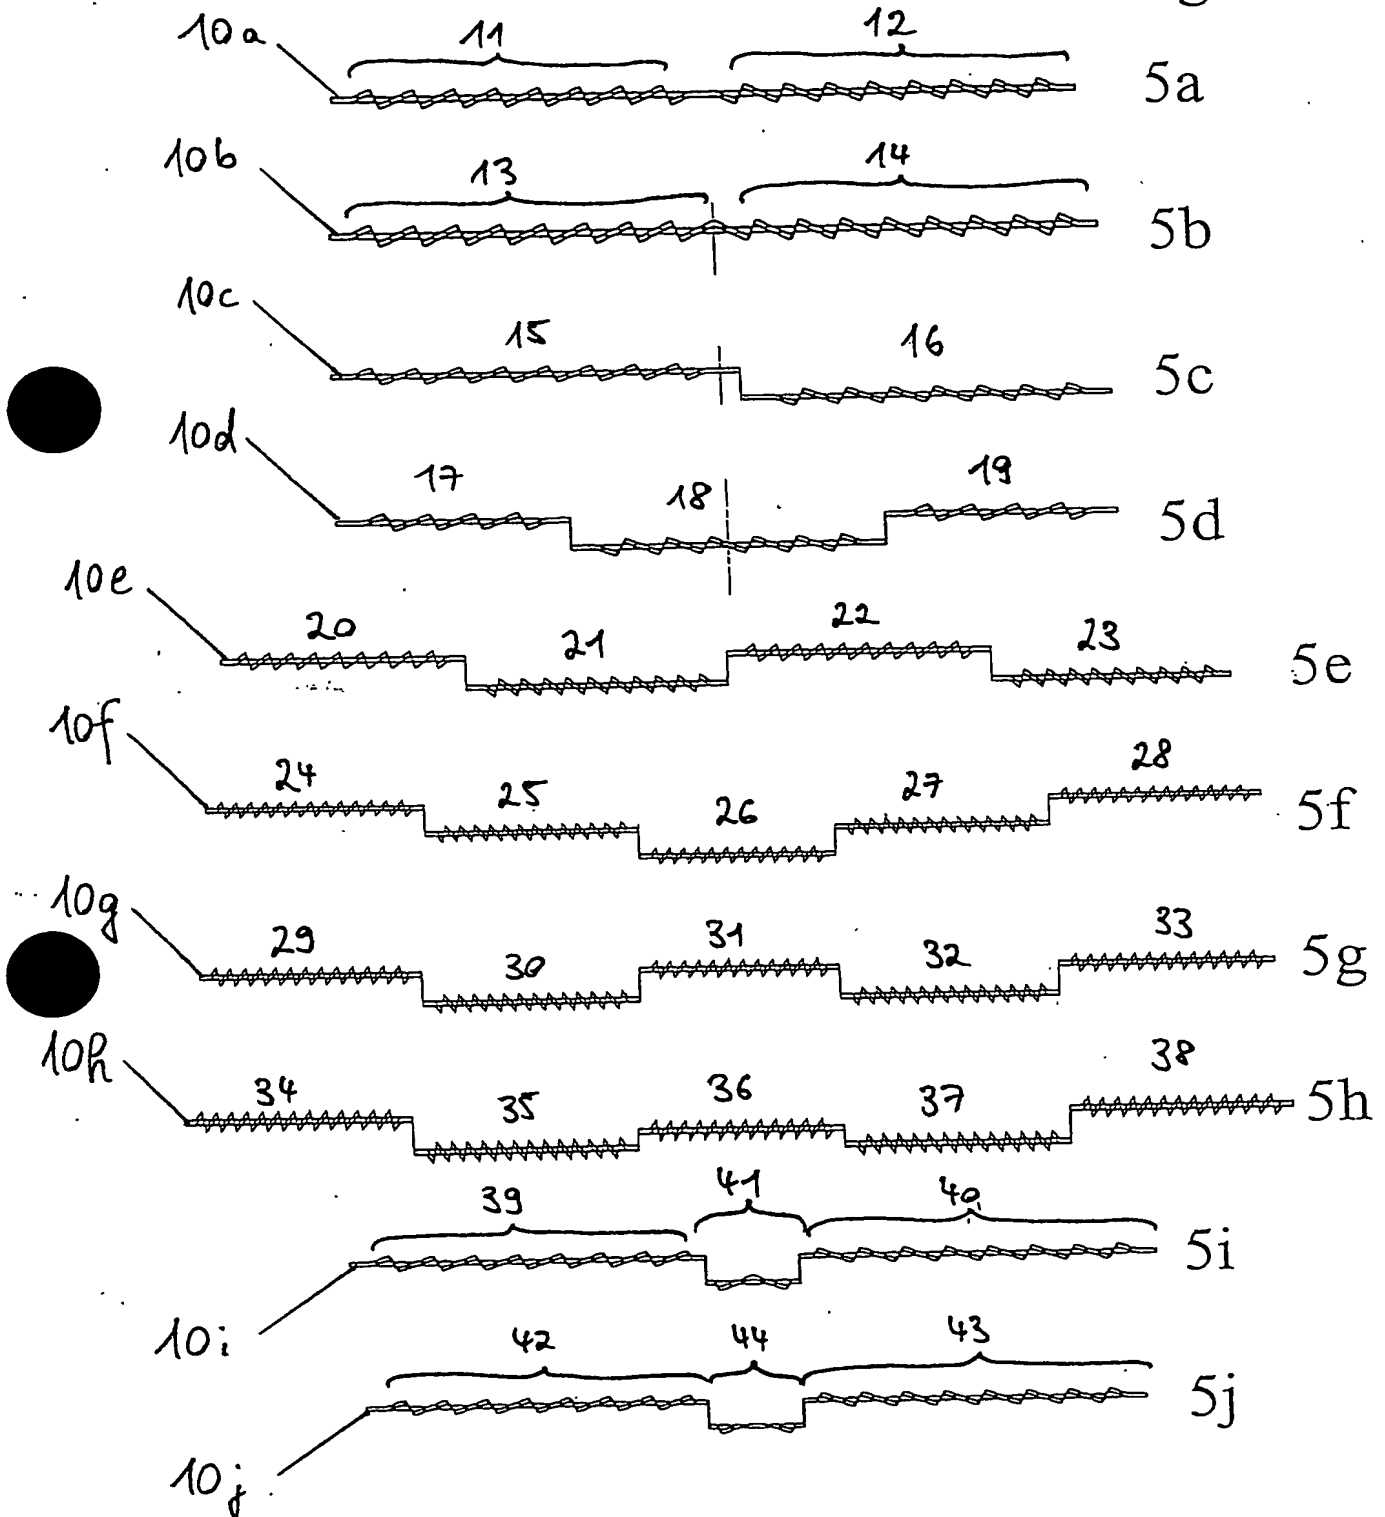 10a 11 12 5a
10b 13 14 5b
10c 15 16 5c
10d 17 18 19 5d
10e 20 21 22 23 5e
10f 24 25 26 27 28 5f
10g 29 30 31 32 33 5g
10h 34 35 36 37 38 5h
39 41 40 5i
10i
42 44 43 5j
10j